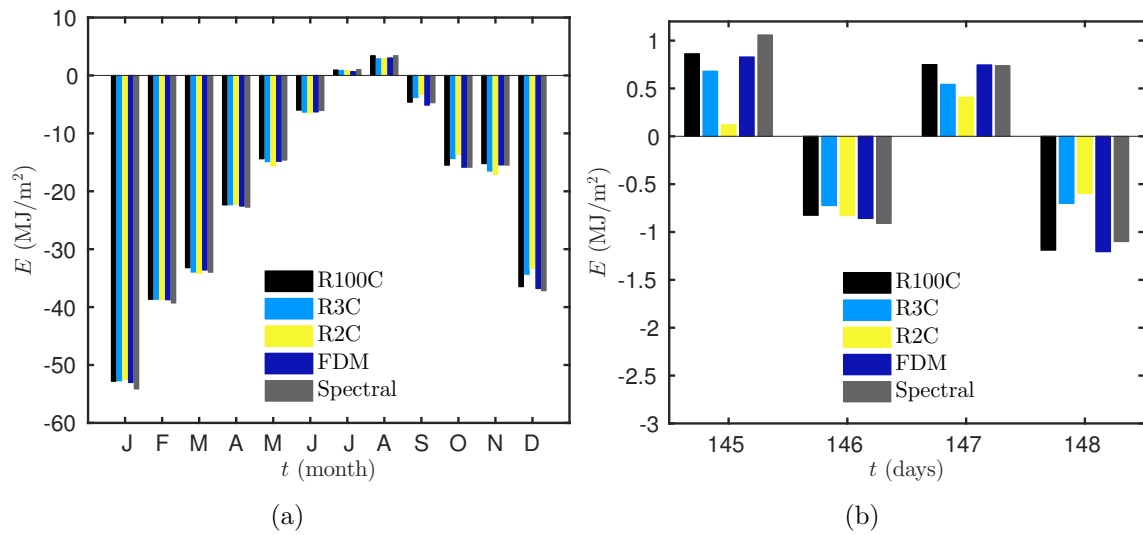 10
0
-10
-20
-30
-40
-50
-60
E (MJ/m²)
R100C
R3C
R2C
FDM
Spectral
J F M A M J J A S O N D
t (month)
(a)
1
0.5
0
-0.5
-1
-1.5
-2
-2.5
-3
E (MJ/m²)
R100C
R3C
R2C
FDM
Spectral
145 146 147 148
t (days)
(b)